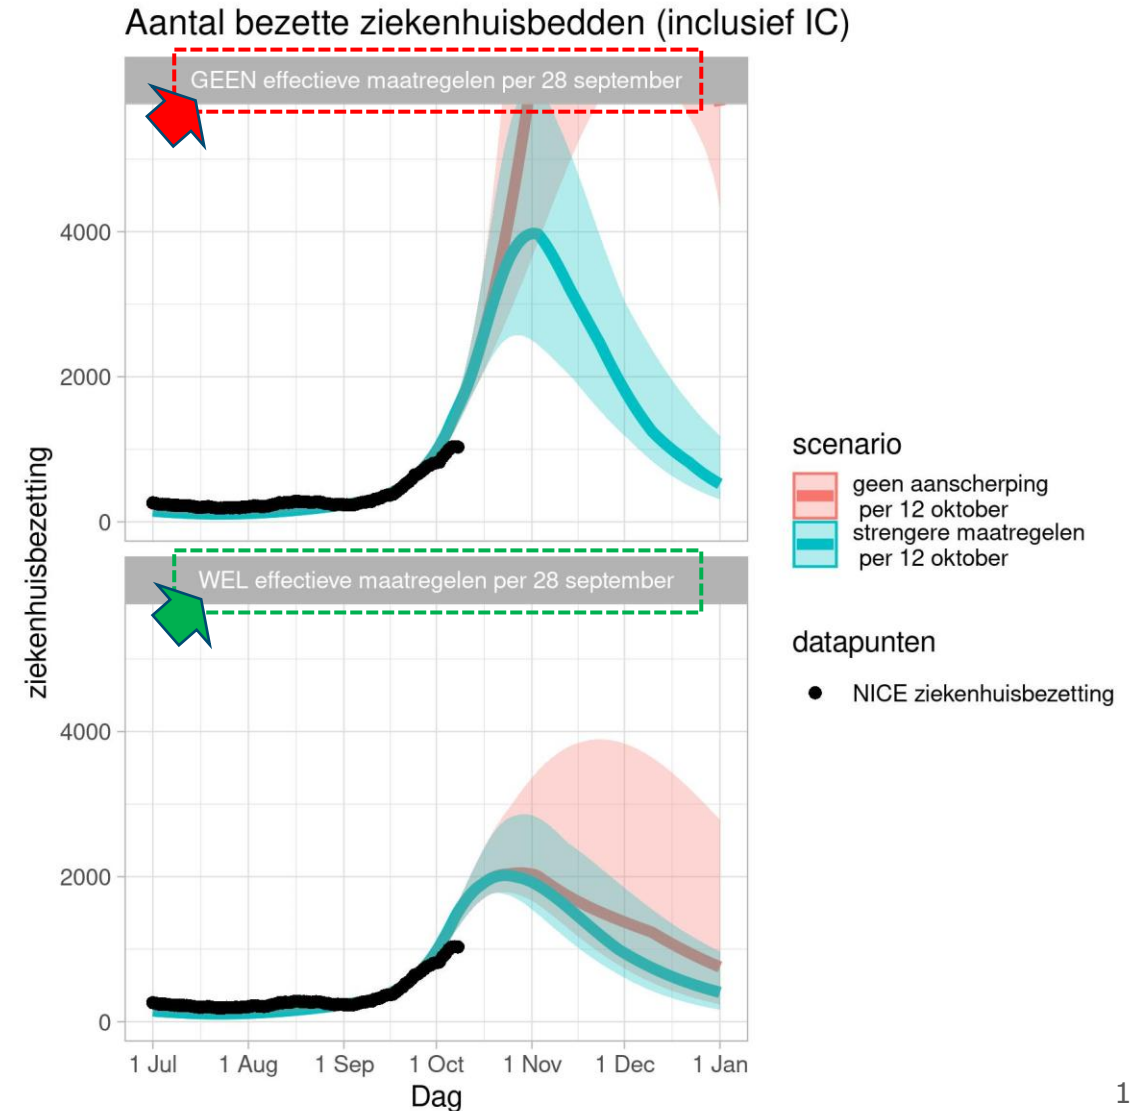 Aantal bezette ziekenhuisbedden (inclusief IC)
GEEN effectieve maatregelen per 28 september
4000
2000
0
WEL effectieve maatregelen per 28 september
4000
2000
0
ziekenhuisbezetting
1 Jul 1 Aug 1 Sep 1 Oct 1 Nov 1 Dec 1 Jan
Dag
scenario
geen aanscherping
per 12 oktober
strengere maatregelen
per 12 oktober
datapunten
NICE ziekenhuisbezetting
1